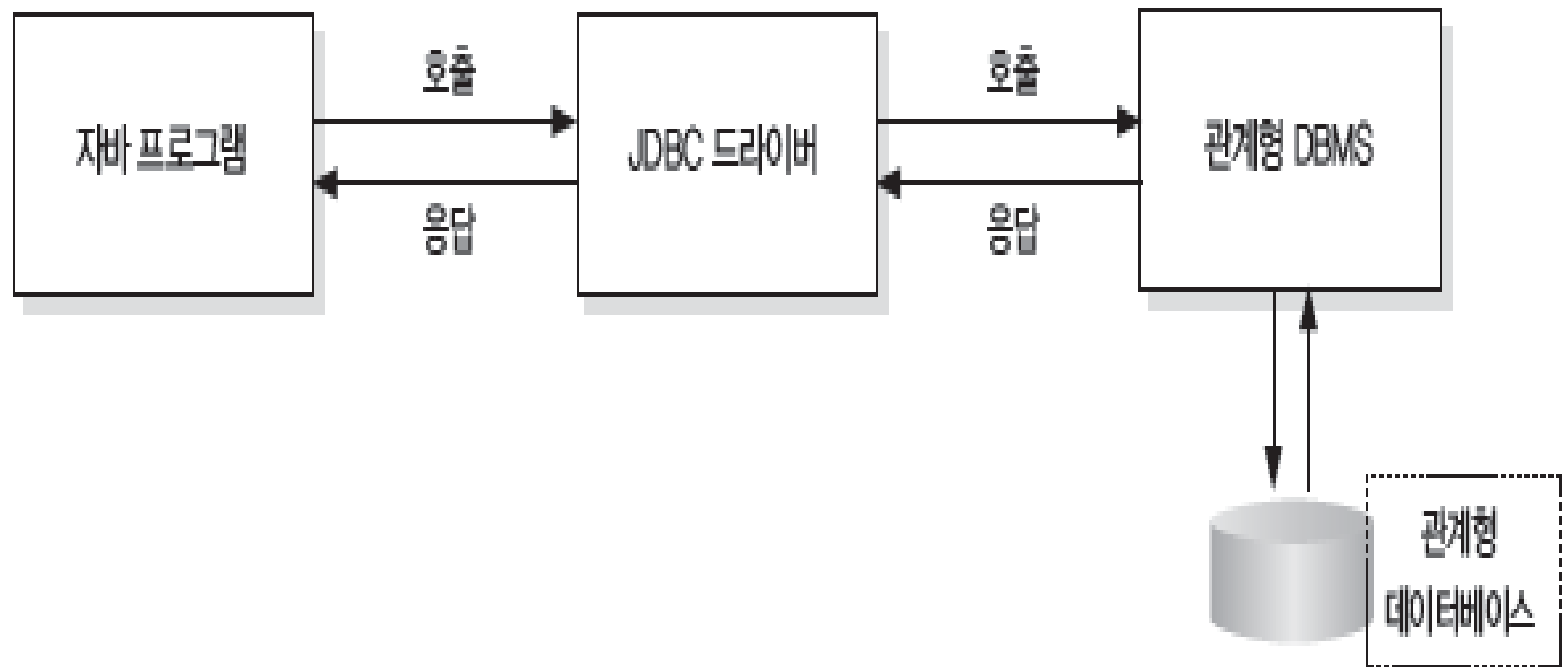 자바 프로그램
호출
응답
JDBC 드라이버
호출
응답
관계형 DBMS
관계형
데이터베이스